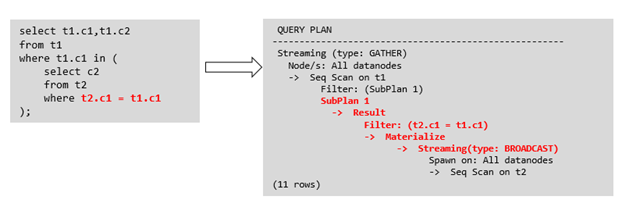 select t1.c1,t1.c2
from t1
where t1.c1 in (
select c2
from t2
where t2.c1 = t1.c1
);
QUERY PLAN
--------------------------------------------------------
Streaming (type: GATHER)
Node/s: All datanodes
-> Seq Scan on t1
Filter: (SubPlan 1)
SubPlan 1
-> Result
Filter: (t2.c1 = t1.c1)
-> Materialize
-> Streaming(type: BROADCAST)
Spawn on: All datanodes
-> Seq Scan on t2
(11 rows)